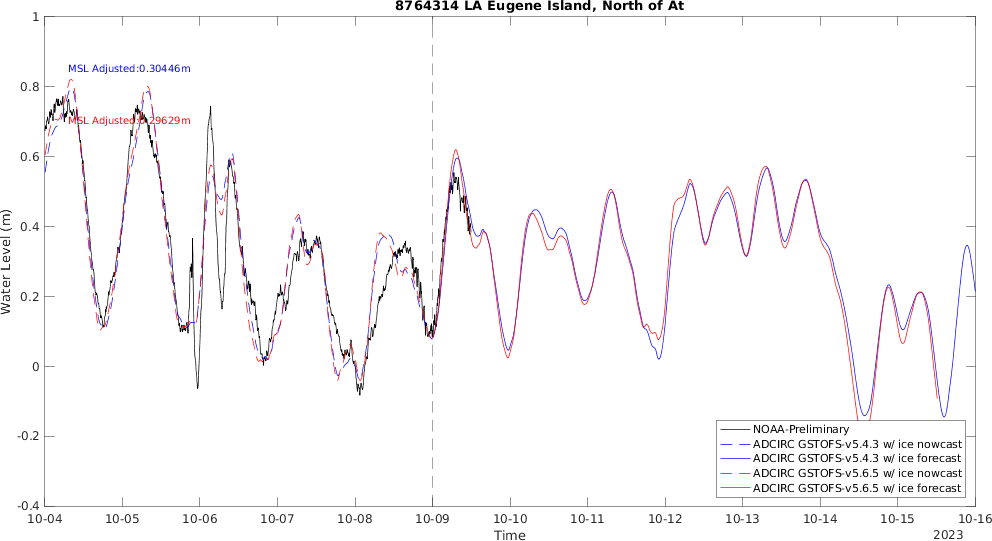 8764314 LA Eugene Island, North of At
Water Level (m)
1
0.8
0.6
0.4
0.2
0
-0.2
-0.4
MSL Adjusted:0.30446m
MSL Adjusted:0.29629m
NOAA-Preliminary
ADCIRC GSTOFS-v5.4.3 w/ ice nowcast
ADCIRC GSTOFS-v5.4.3 w/ ice forecast
ADCIRC GSTOFS-v5.6.5 w/ ice nowcast
ADCIRC GSTOFS-v5.6.5 w/ ice forecast
10-04 10-05 10-06 10-07 10-08 10-09 10-10 10-11 10-12 10-13 10-14 10-15 10-16
Time
2023